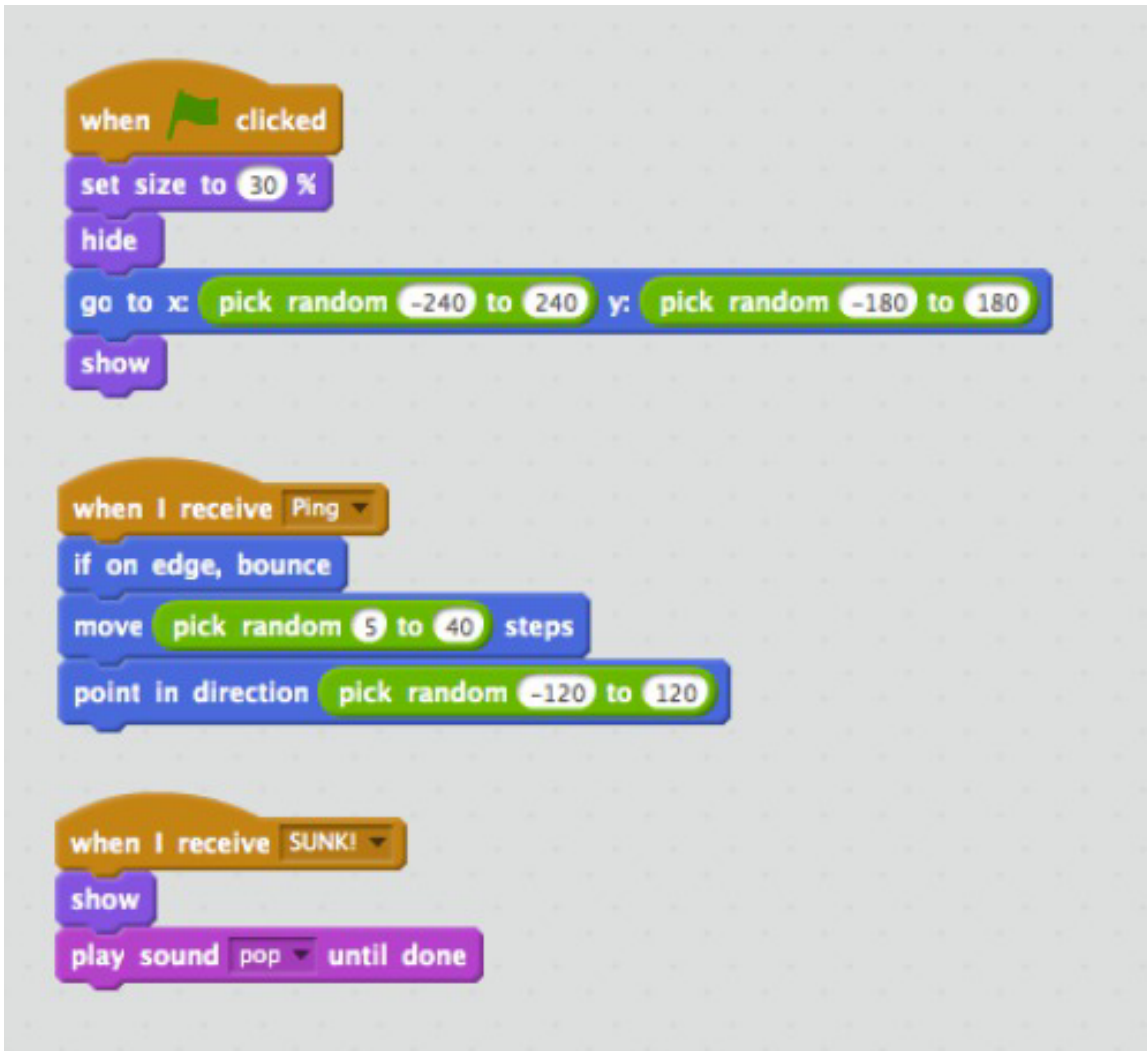 when clicked
set size to 30 %
hide
go to x: pick random -240 to 240 y: pick random -180 to 180
show
when I receive Ping
if on edge, bounce
move pick random 5 to 40 steps
point in direction pick random -120 to 120
when I receive SUNK!
show
play sound pop until done